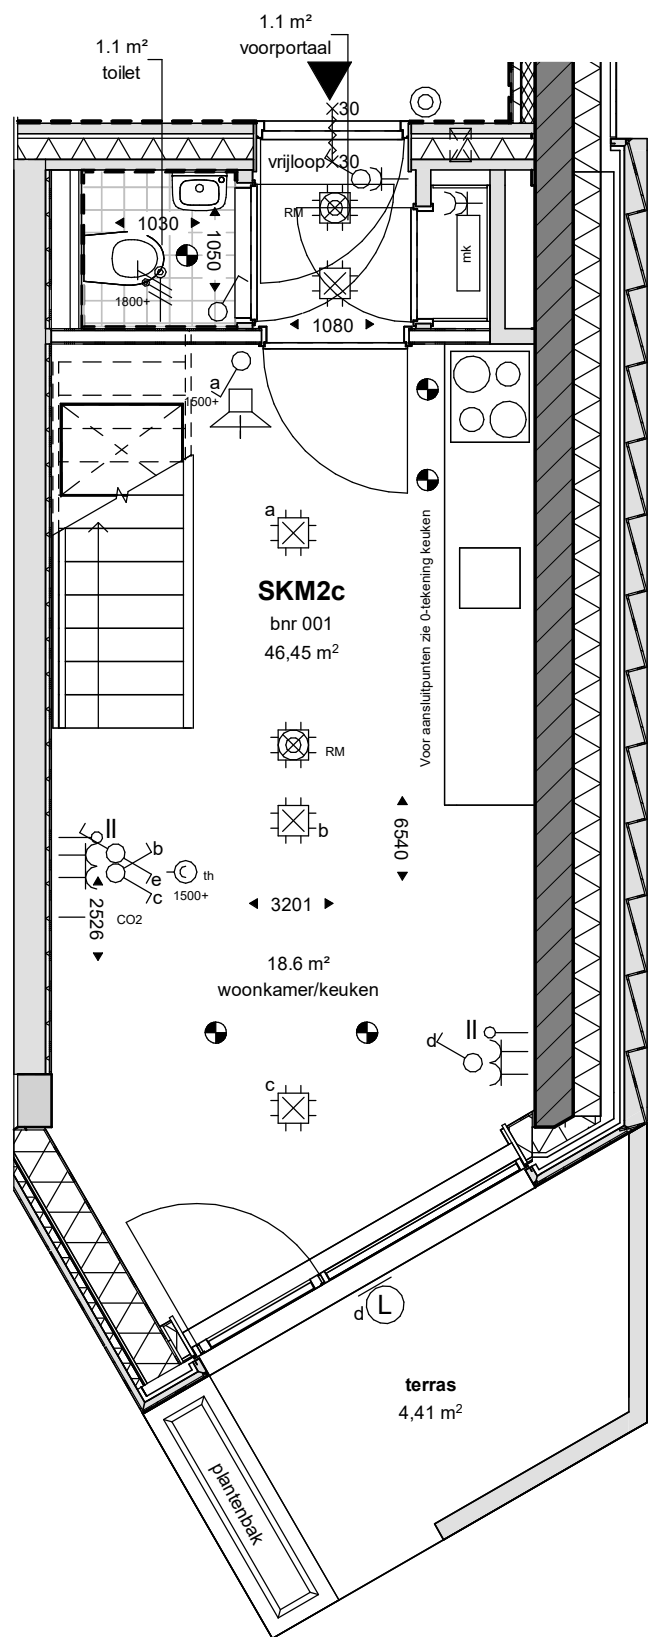 1.1 m²
voorportaal
1.1 m²
toilet
30
vrijloop 30
1030
1050
1800+
RM
mk
1080
a
1500+
a
SKM2c
bnr 001
46,45 m²
Voor aansluitpunten zie 0-tekening keuken
RM
b
II
b
e
c
th
1500+
CO2
2526
6540
3201
18.6 m²
woonkamer/keuken
II
d
c
L
d
terras
4,41 m²
plantenbak